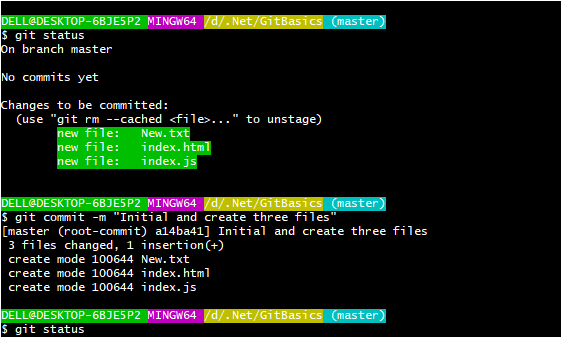 DELL@DESKTOP-6BJE5P2 MINGW64 /d/.Net/GitBasics (master)
$ git status
On branch master
No commits yet
Changes to be committed:
(use "git rm --cached <file>..." to unstage)
new file: New.txt
new file: index.html
new file: index.js
DELL@DESKTOP-6BJE5P2 MINGW64 /d/.Net/GitBasics (master)
$ git commit -m "Initial and create three files"
[master (root-commit) a14ba41] Initial and create three files
3 files changed, 1 insertion(+)
create mode 100644 New.txt
create mode 100644 index.html
create mode 100644 index.js
DELL@DESKTOP-6BJE5P2 MINGW64 /d/.Net/GitBasics (master)
$ git status